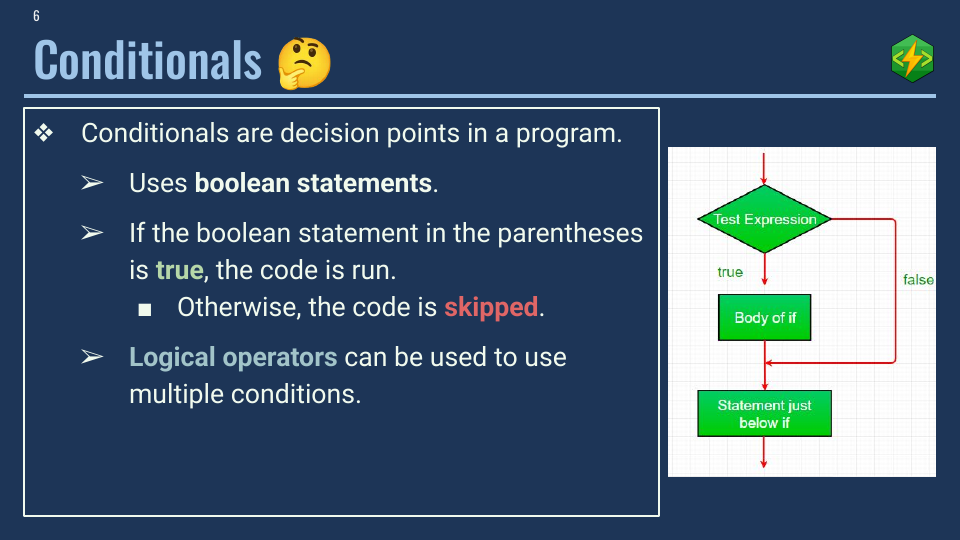 6
Conditionals 🤔
❖ Conditionals are decision points in a program.
➢ Uses boolean statements.
➢ If the boolean statement in the parentheses
is true, the code is run.
■ Otherwise, the code is skipped.
➢ Logical operators can be used to use
multiple conditions.
Test Expression
true
false
Body of if
Statement just
below if